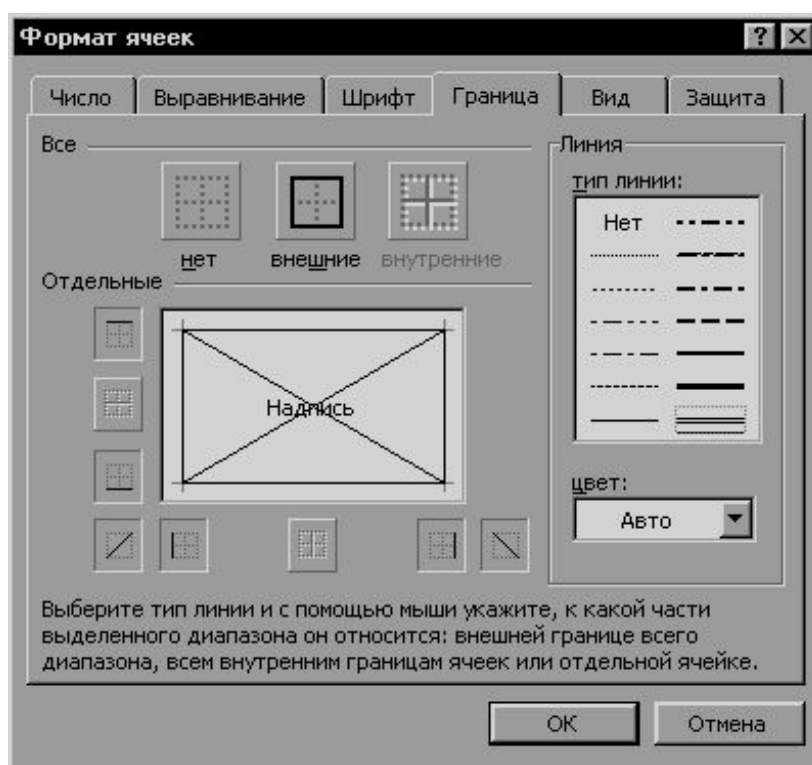 Формат ячеек
Число Выравнивание Шрифт Граница Вид Защита
Все
нет внешние внутренние
Отдельные
Надпись
Линия
тип линии:
Нет
цвет:
Авто
Выберите тип линии и с помощью мыши укажите, к какой части
выделенного диапазона он относится: внешней границе всего
диапазона, всем внутренним границам ячеек или отдельной ячейке.
ОК Отмена